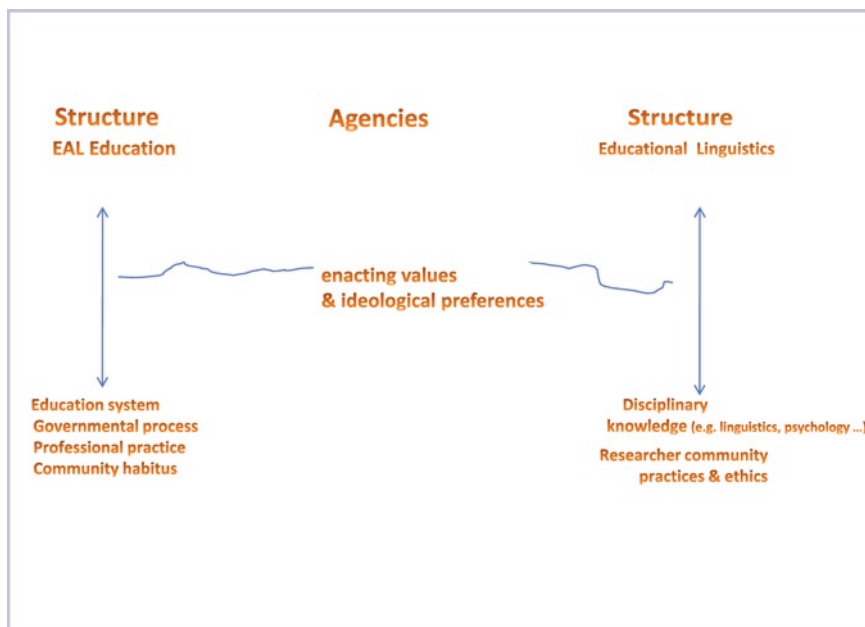 Structure
EAL Education
Agencies
Structure
Educational Linguistics
enacting values
& ideological preferences
Education system
Governmental process
Professional practice
Community habitus
Disciplinary
knowledge (e.g. linguistics, psychology ...)
Researcher community
practices & ethics